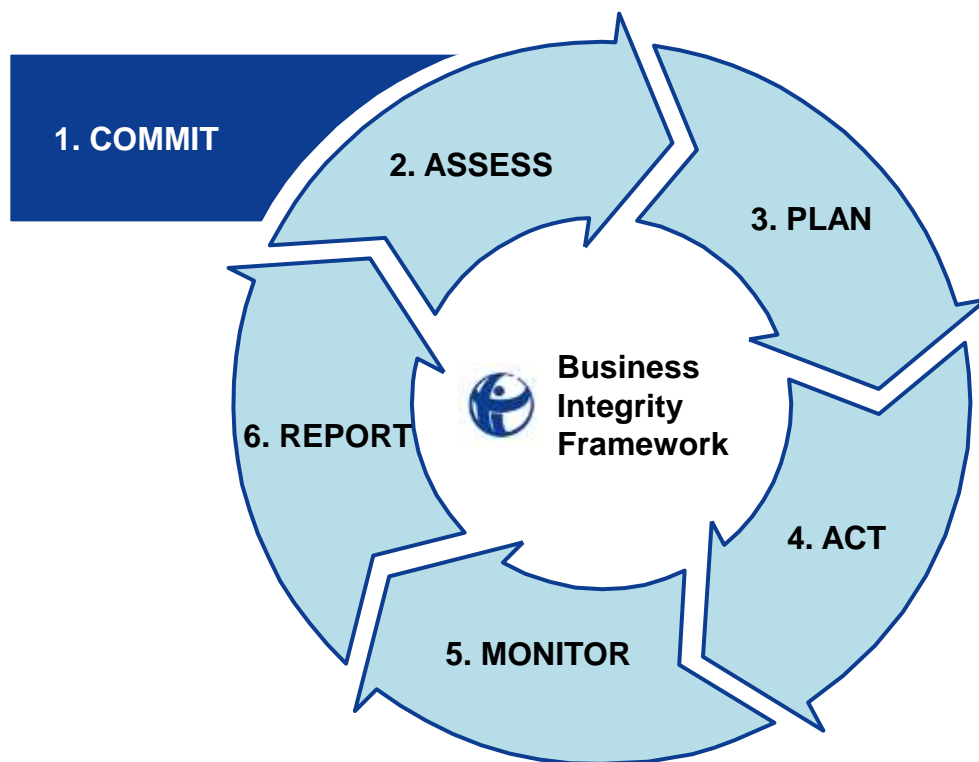 1. COMMIT
2. ASSESS
3. PLAN
4. ACT
5. MONITOR
6. REPORT
Business
Integrity
Framework